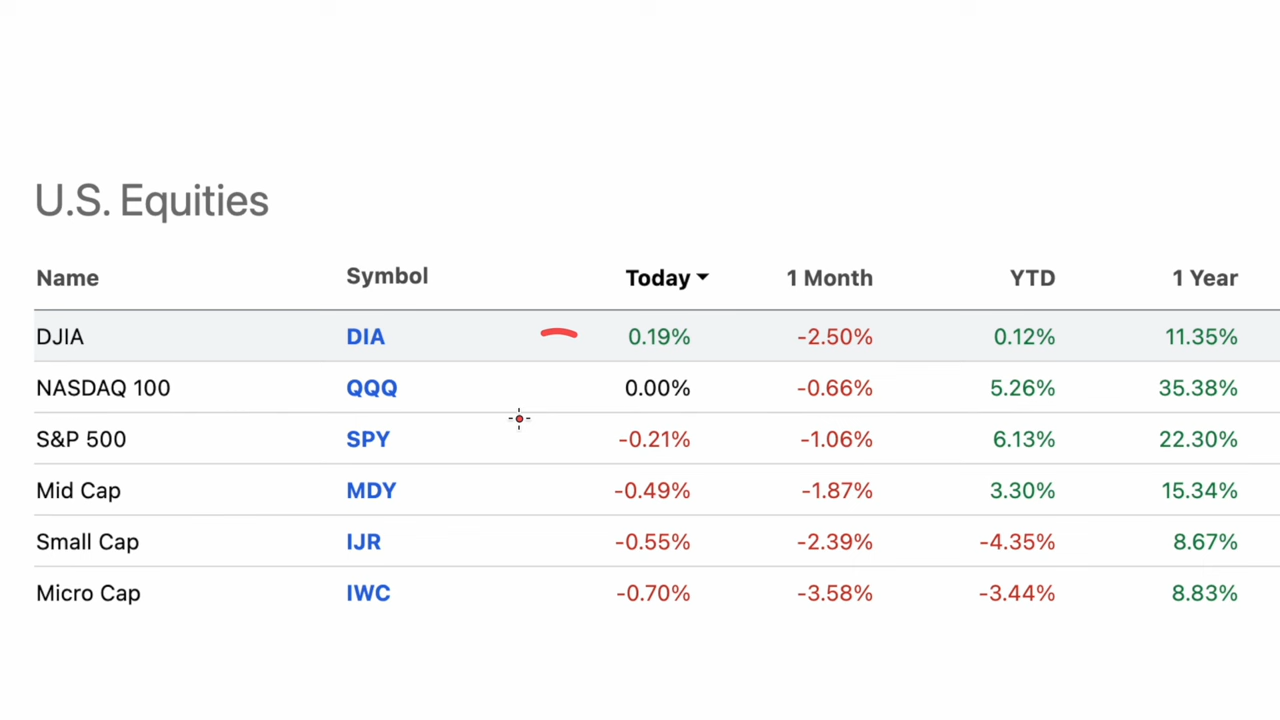 U.S. Equities
Name Symbol Today 1 Month YTD 1 Year
DJIA DIA 0.19% -2.50% 0.12% 11.35%
NASDAQ 100 QQQ 0.00% -0.66% 5.26% 35.38%
S&P 500 SPY -0.21% -1.06% 6.13% 22.30%
Mid Cap MDY -0.49% -1.87% 3.30% 15.34%
Small Cap IJR -0.55% -2.39% -4.35% 8.67%
Micro Cap IWC -0.70% -3.58% -3.44% 8.83%